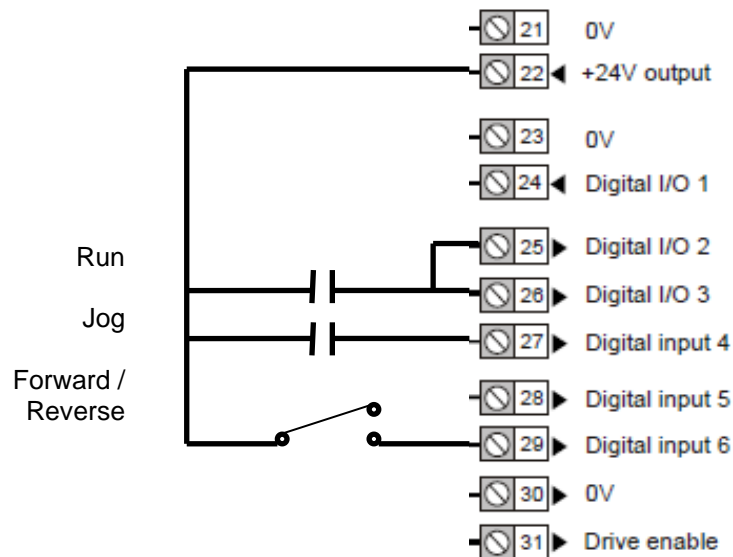 21 0V
22 +24V output
23 0V
24 Digital I/O 1
Run
25 Digital I/O 2
26 Digital I/O 3
Jog
27 Digital input 4
Forward /
Reverse
28 Digital input 5
29 Digital input 6
30 0V
31 Drive enable